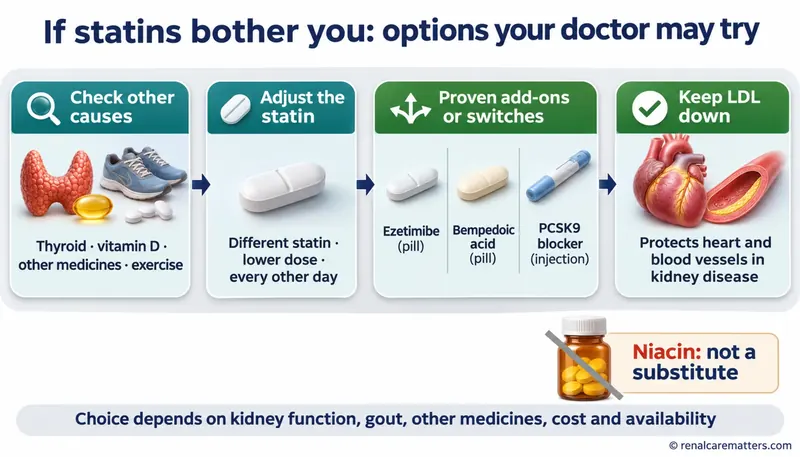 If statins bother you: options your doctor may try
Check other
causes
Thyroid · vitamin D ·
other medicines · exercise
Adjust the
statin
Different statin ·
lower dose ·
every other day
Proven add-ons
or switches
Ezetimibe
(pill)
Bempedoic
acid
(pill)
PCSK9
blocker
(injection)
Keep LDL
down
Protects heart and
blood vessels in
kidney disease
Niacin: not a
substitute
Choice depends on kidney function, gout, other medicines, cost and availability
© renalcarematters.com